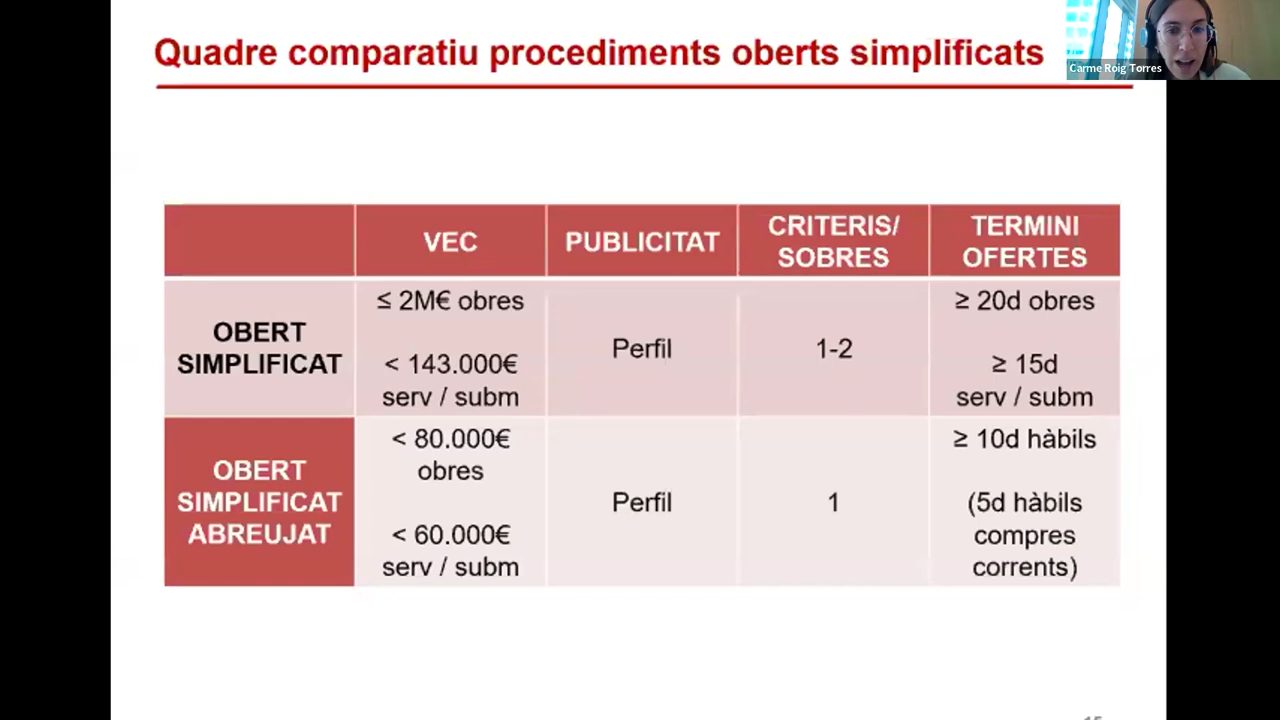 Quadre comparatiu procediments oberts simplificats
Carme Roig Torres
VEC
PUBLICITAT
CRITERIS/
SOBRES
TERMINI
OFERTES
OBERT
SIMPLIFICAT
≤ 2M€ obres
< 143.000€
serv / subm
Perfil
1-2
≥ 20d obres
≥ 15d
serv / subm
OBERT
SIMPLIFICAT
ABREUJAT
< 80.000€
obres
< 60.000€
serv / subm
Perfil
1
≥ 10d hàbils
(5d hàbils
compres
corrents)